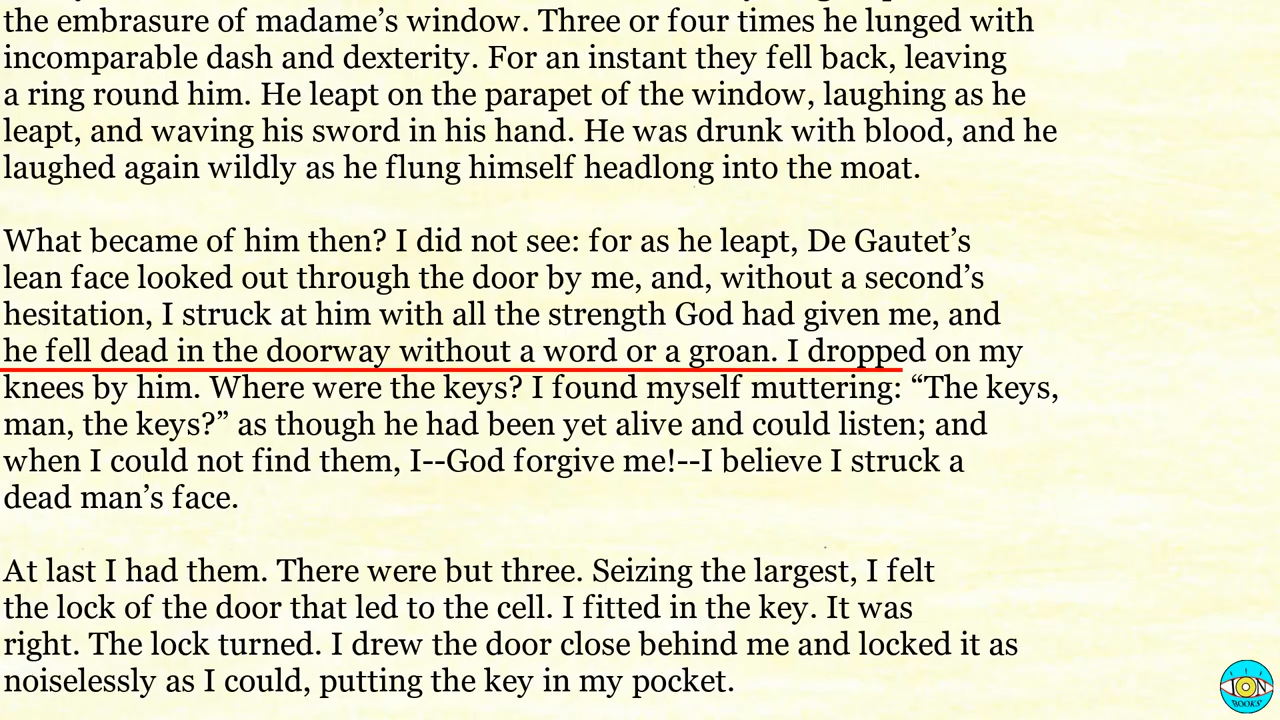 the embrasure of madame’s window. Three or four times he lunged with
incomparable dash and dexterity. For an instant they fell back, leaving
a ring round him. He leapt on the parapet of the window, laughing as he
leapt, and waving his sword in his hand. He was drunk with blood, and he
laughed again wildly as he flung himself headlong into the moat.
What became of him then? I did not see: for as he leapt, De Gautet’s
lean face looked out through the door by me, and, without a second’s
hesitation, I struck at him with all the strength God had given me, and
he fell dead in the doorway without a word or a groan. I dropped on my
knees by him. Where were the keys? I found myself muttering: “The keys,
man, the keys?” as though he had been yet alive and could listen; and
when I could not find them, I--God forgive me!--I believe I struck a
dead man’s face.
At last I had them. There were but three. Seizing the largest, I felt
the lock of the door that led to the cell. I fitted in the key. It was
right. The lock turned. I drew the door close behind me and locked it as
noiselessly as I could, putting the key in my pocket.
ION
BOOKS